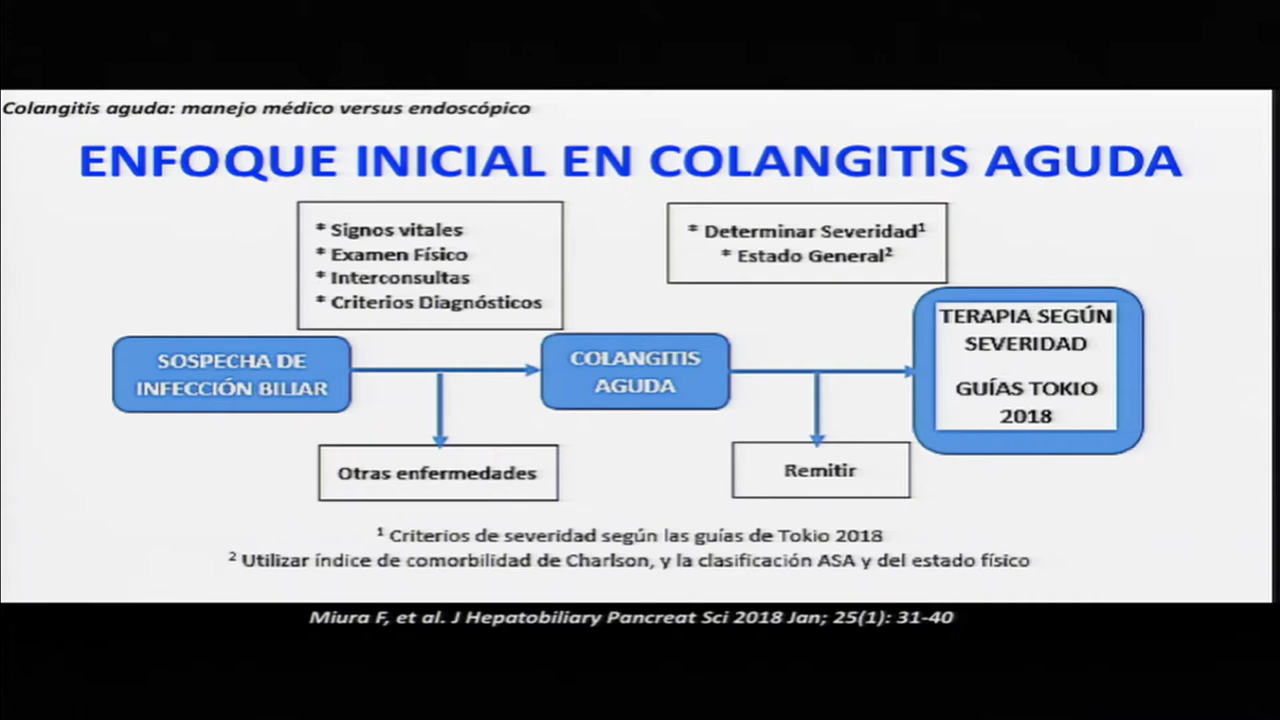 Colangitis aguda: manejo médico versus endoscópico
ENFOQUE INICIAL EN COLANGITIS AGUDA
* Signos vitales
* Examen Físico
* Interconsultas
* Criterios Diagnósticos
* Determinar Severidad¹
* Estado General²
SOSPECHA DE
INFECCIÓN BILIAR
COLANGITIS
AGUDA
TERAPIA SEGÚN
SEVERIDAD
GUÍAS TOKIO
2018
Otras enfermedades
Remitir
¹ Criterios de severidad según las guías de Tokio 2018
² Utilizar índice de comorbilidad de Charlson, y la clasificación ASA y del estado físico
Miura F, et al. J Hepatobiliary Pancreat Sci 2018 Jan; 25(1): 31-40